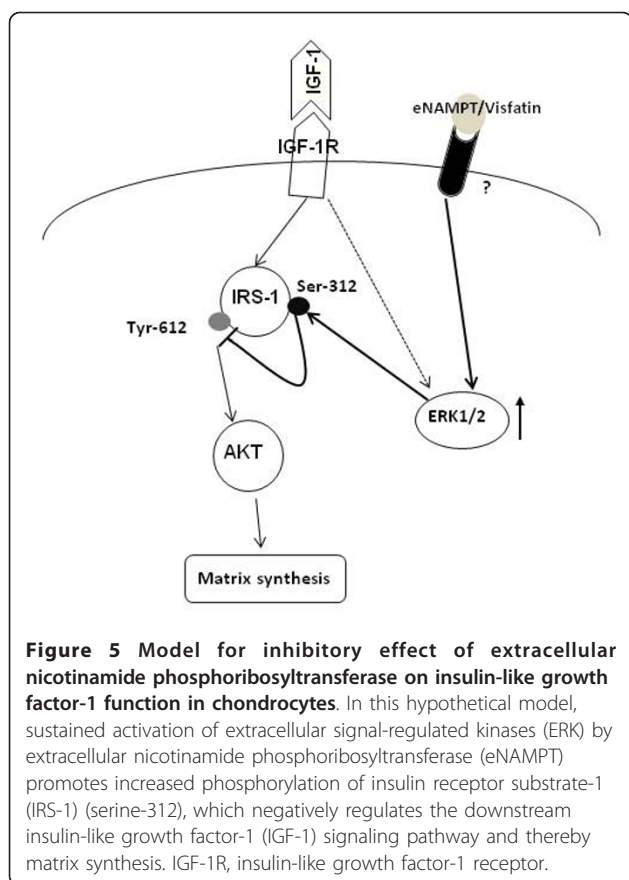 IGF-1
IGF-1R
eNAMPT/Visfatin
?
IRS-1
Ser-312
Tyr-612
ERK1/2
AKT
Matrix synthesis
Figure 5 Model for inhibitory effect of extracellular
nicotinamide phosphoribosyltransferase on insulin-like growth
factor-1 function in chondrocytes. In this hypothetical model,
sustained activation of extracellular signal-regulated kinases (ERK) by
extracellular nicotinamide phosphoribosyltransferase (eNAMPT)
promotes increased phosphorylation of insulin receptor substrate-1
(IRS-1) (serine-312), which negatively regulates the downstream
insulin-like growth factor-1 (IGF-1) signaling pathway and thereby
matrix synthesis. IGF-1R, insulin-like growth factor-1 receptor.